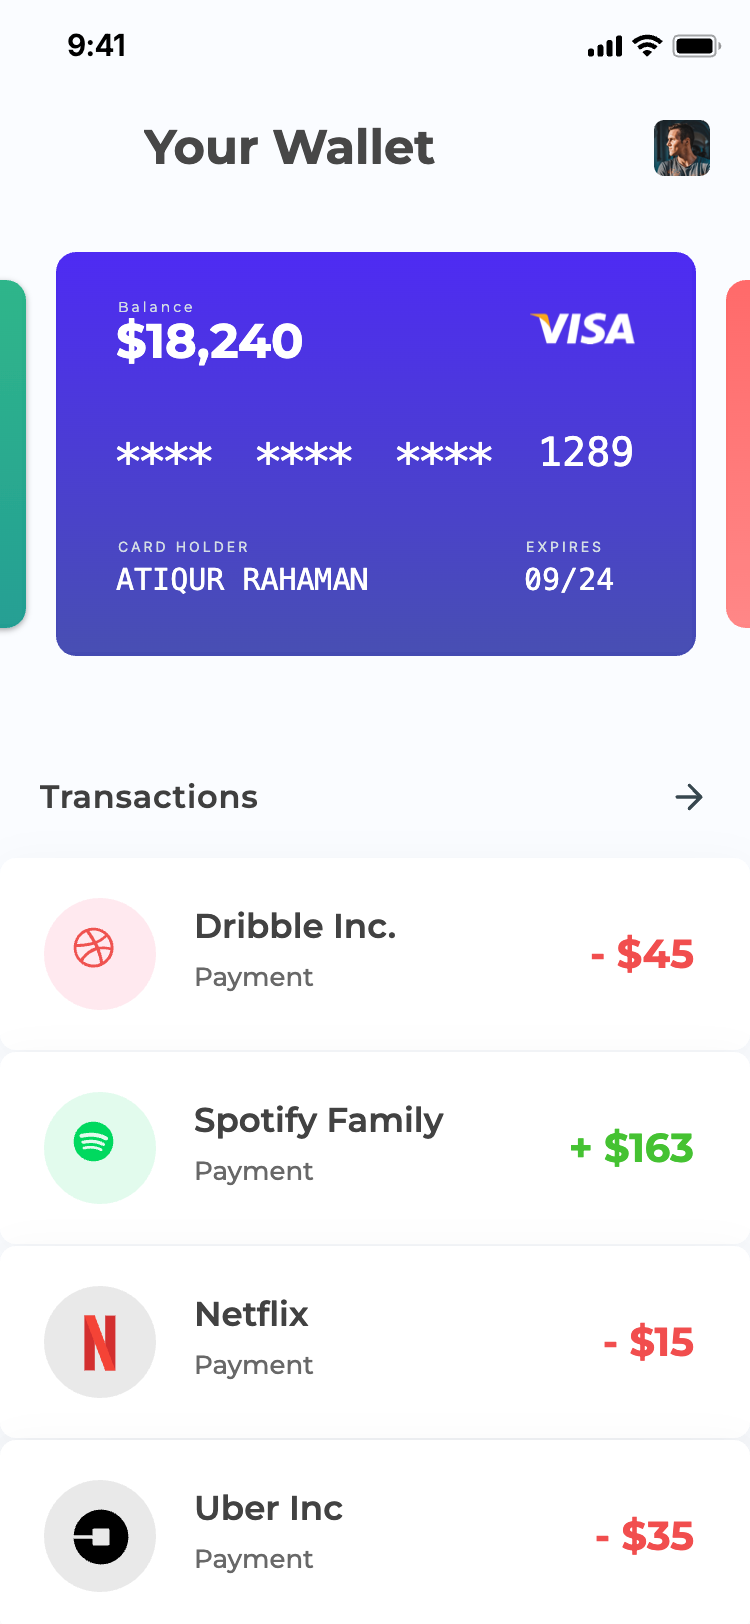 9:41
Your Wallet
Balance
$18,240
VISA
**** **** **** 1289
CARD HOLDER
EXPIRES
ATIQUR RAHAMAN
09/24
Transactions
Dribble Inc.
Payment
- $45
Spotify Family
Payment
+ $163
N
Netflix
Payment
- $15
Uber Inc
Payment
- $35